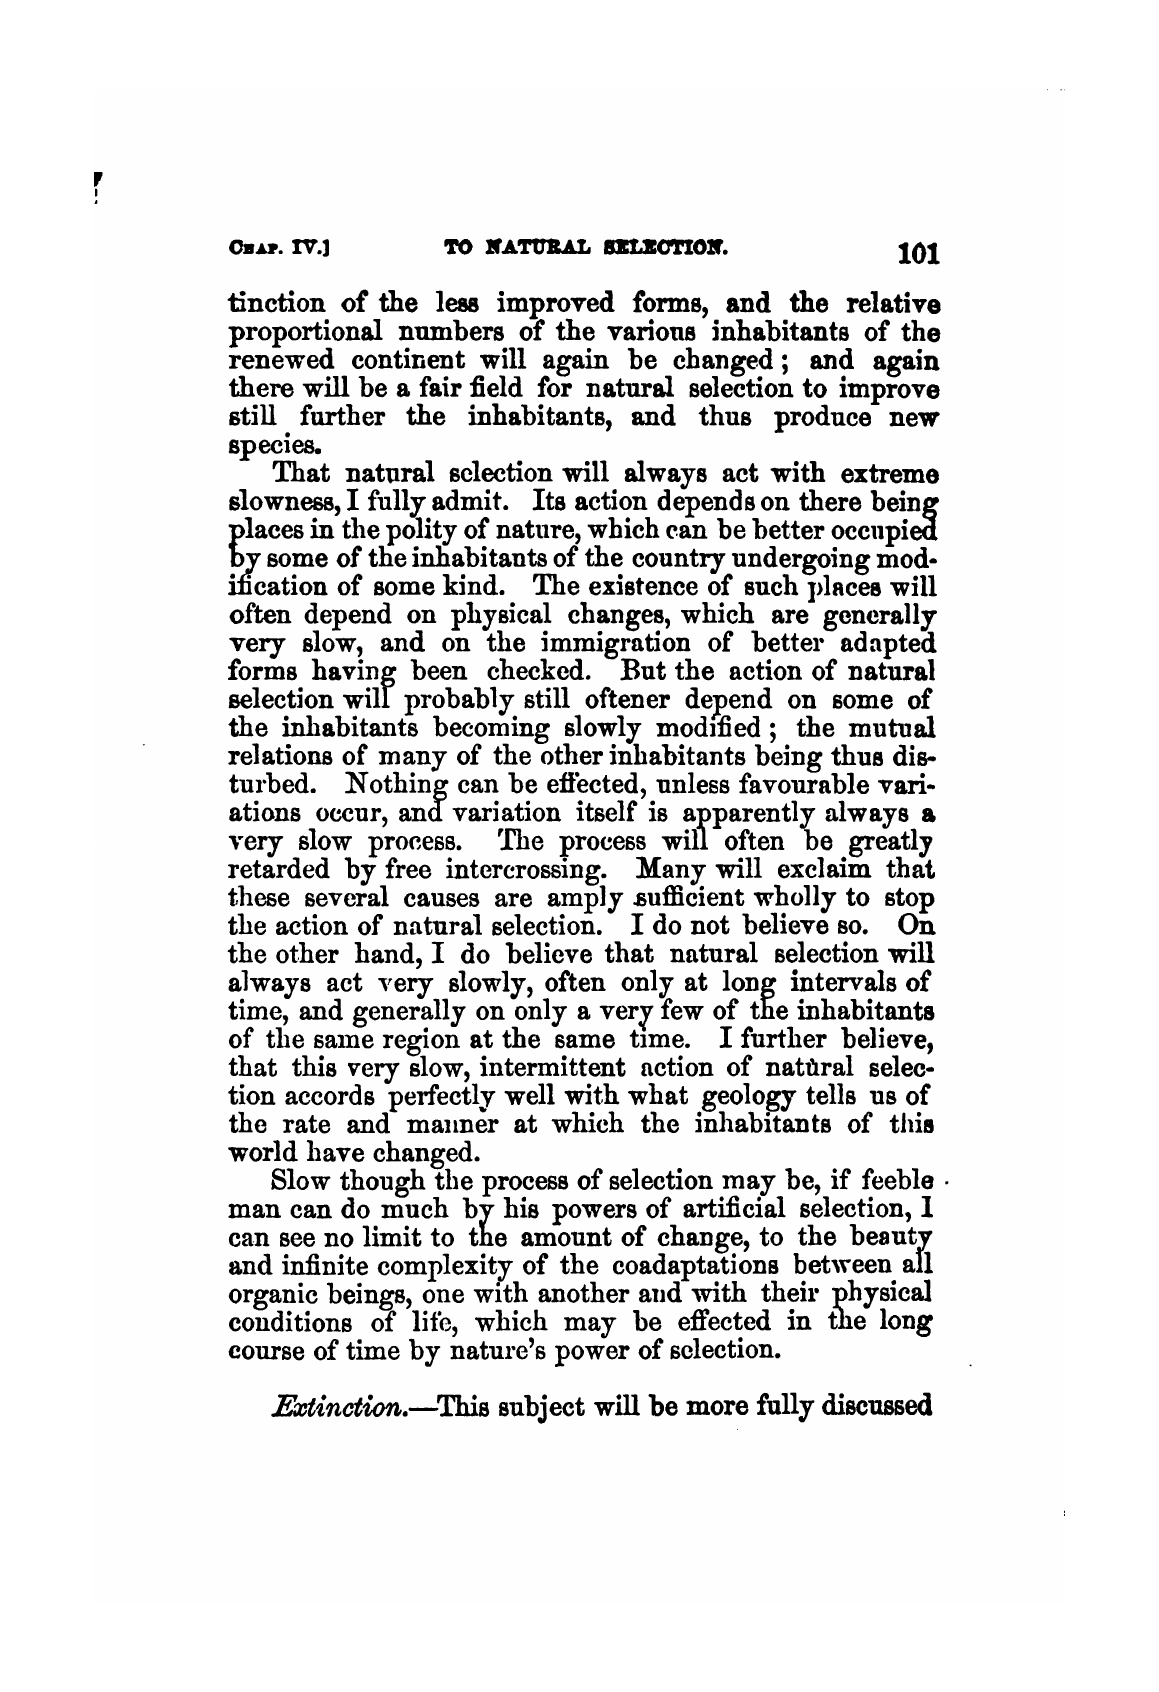 CHAP. IV.] TO NATURAL SELECTION. 101
tinction of the less improved forms, and the relative
proportional numbers of the various inhabitants of the
renewed continent will again be changed; and again
there will be a fair field for natural selection to improve
still further the inhabitants, and thus produce new
species.
That natural selection will always act with extreme
slowness, I fully admit. Its action depends on there being
places in the polity of nature, which can be better occupied
by some of the inhabitants of the country undergoing mod-
ification of some kind. The existence of such places will
often depend on physical changes, which are generally
very slow, and on the immigration of better adapted
forms having been checked. But the action of natural
selection will probably still oftener depend on some of
the inhabitants becoming slowly modified; the mutual
relations of many of the other inhabitants being thus dis-
turbed. Nothing can be effected, unless favourable vari-
ations occur, and variation itself is apparently always a
very slow process. The process will often be greatly
retarded by free intercrossing. Many will exclaim that
these several causes are amply sufficient wholly to stop
the action of natural selection. I do not believe so. On
the other hand, I do believe that natural selection will
always act very slowly, often only at long intervals of
time, and generally on only a very few of the inhabitants
of the same region at the same time. I further believe,
that this very slow, intermittent action of natural selec-
tion accords perfectly well with what geology tells us of
the rate and manner at which the inhabitants of this
world have changed.
Slow though the process of selection may be, if feeble
man can do much by his powers of artificial selection, I
can see no limit to the amount of change, to the beauty
and infinite complexity of the coadaptations between all
organic beings, one with another and with their physical
conditions of life, which may be effected in the long
course of time by nature's power of selection.
Extinction.—This subject will be more fully discussed